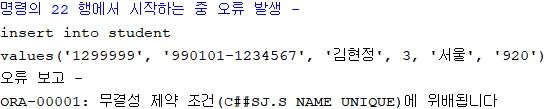 명령의 22 행에서 시작하는 중 오류 발생 -
insert into student
values('1299999', '990101-1234567', '김현정', 3, '서울', '920')
오류 보고 -
ORA-00001: 무결성 제약 조건(C##SJ.S_NAME_UNIQUE)에 위배됩니다